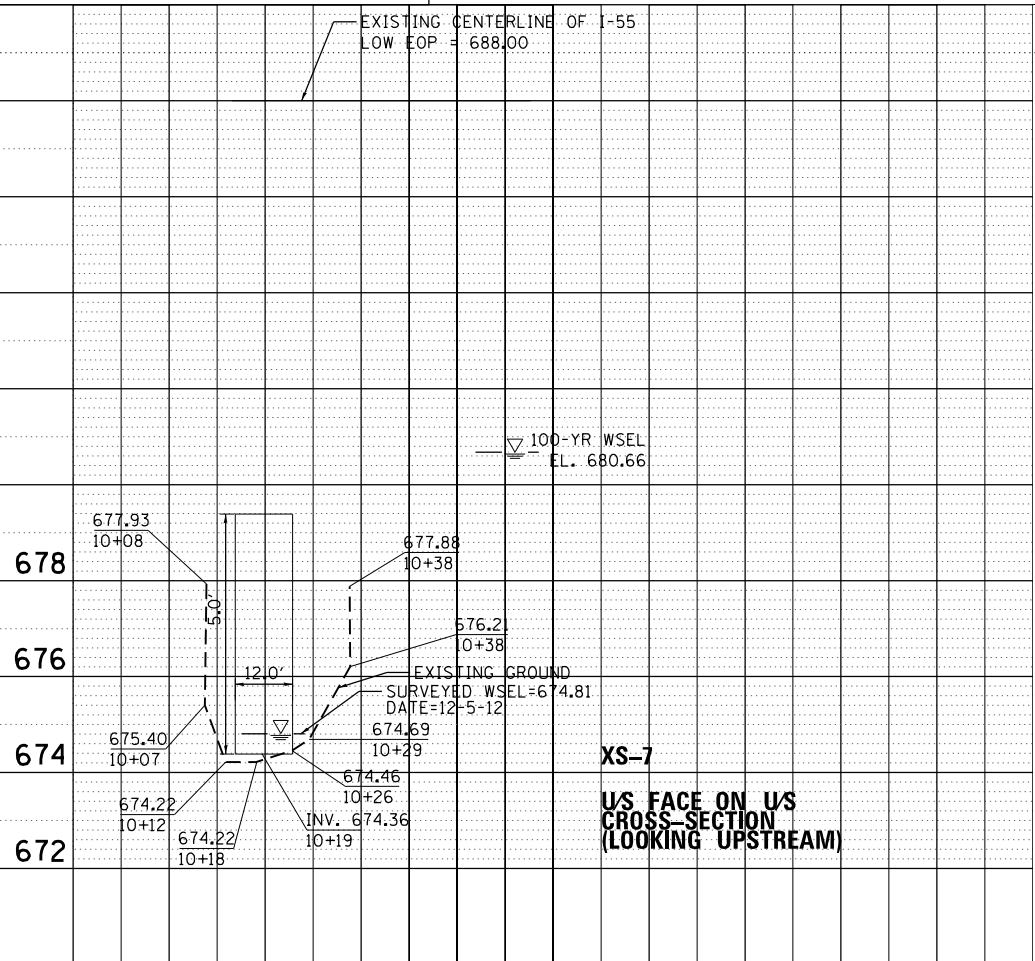 EXISTING CENTERLINE OF I-55
LOW EOP = 688.00
100-YR WSEL
EL. 680.66
677.93
10+08
677.88
10+38
678
5.0'
676.21
10+38
676
12.0'
EXISTING GROUND
SURVEYED WSEL=674.81
DATE=12-5-12
674.69
10+29
675.40
10+07
674
XS-7
674.46
10+26
674.22
10+12
INV. 674.36
10+19
U/S FACE ON U/S
CROSS-SECTION
(LOOKING UPSTREAM)
674.22
10+18
672